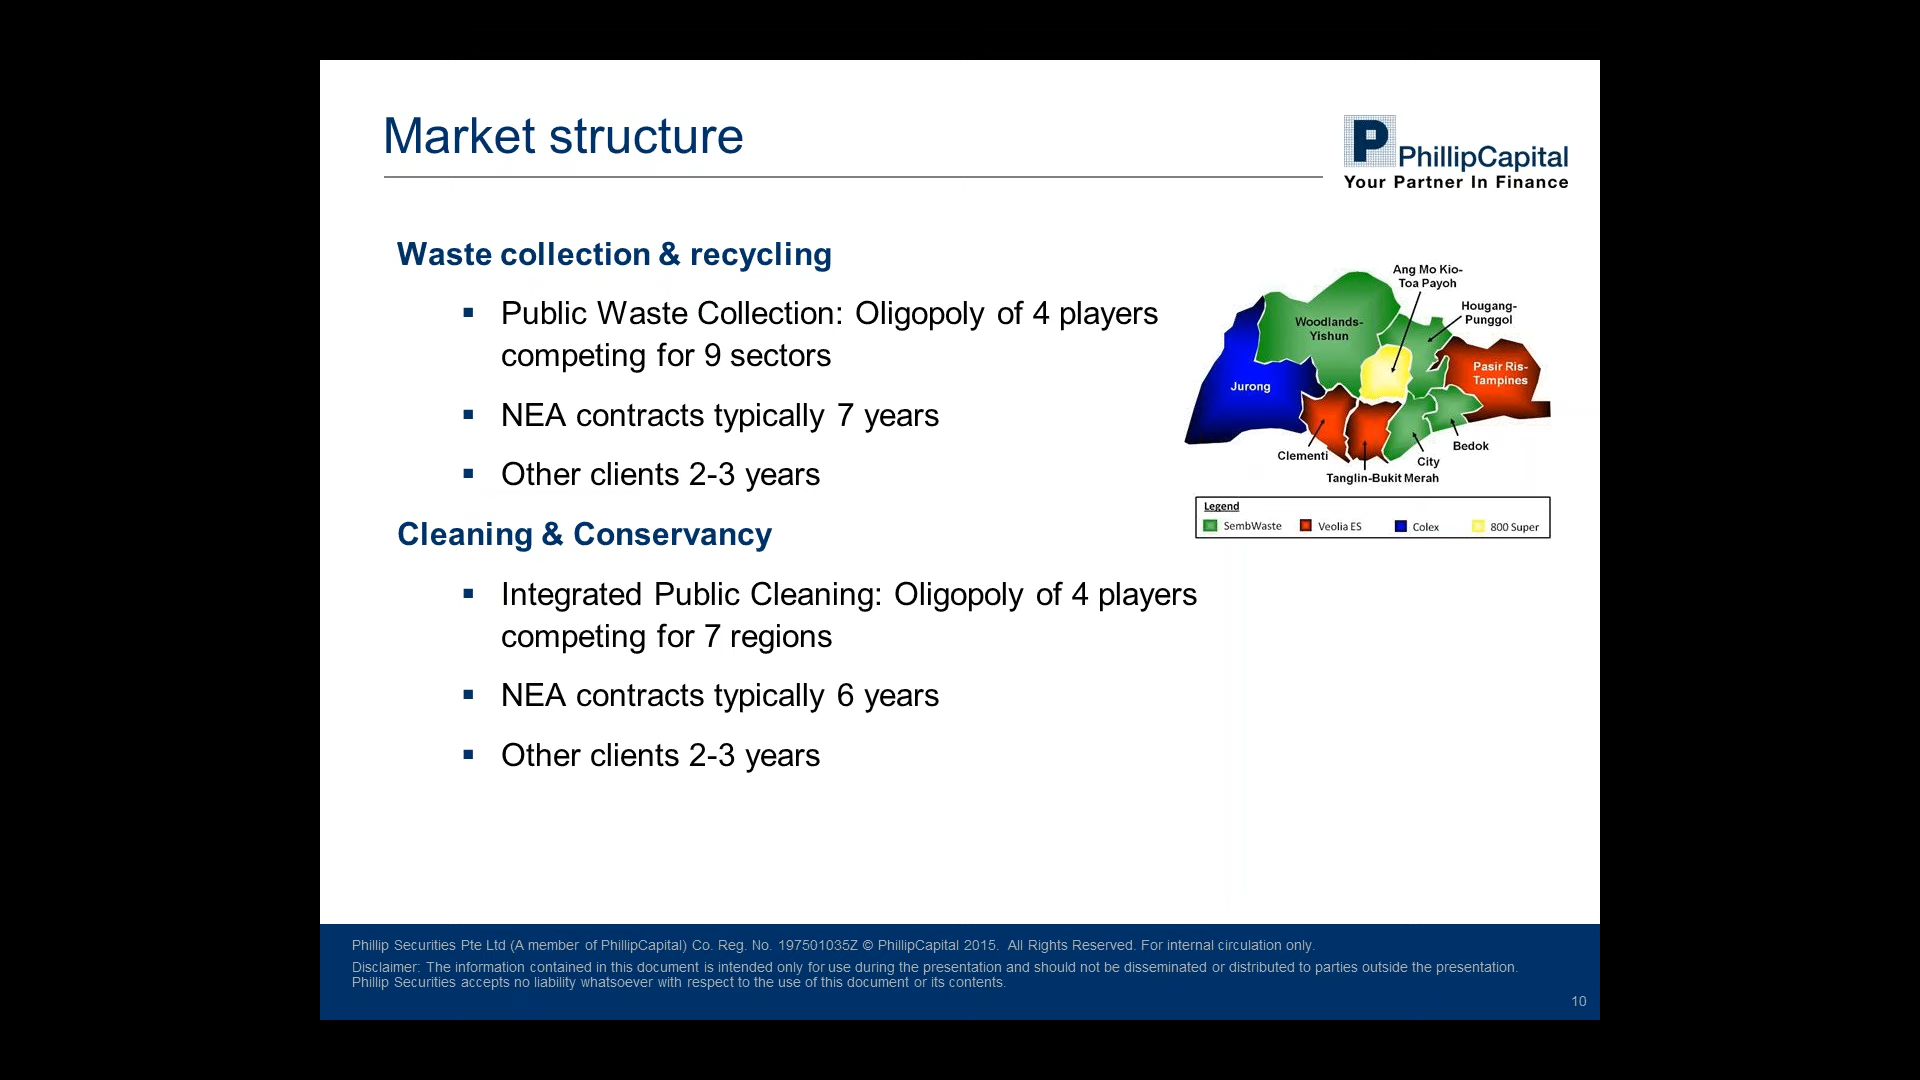 Market structure
P
PhillipCapital
Your Partner In Finance
Waste collection & recycling
▪ Public Waste Collection: Oligopoly of 4 players
competing for 9 sectors
▪ NEA contracts typically 7 years
▪ Other clients 2-3 years
Cleaning & Conservancy
▪ Integrated Public Cleaning: Oligopoly of 4 players
competing for 7 regions
▪ NEA contracts typically 6 years
▪ Other clients 2-3 years
Ang Mo Kio-
Toa Payoh
Hougang-
Punggol
Woodlands-
Yishun
Pasir Ris-
Tampines
Jurong
Clementi
Bedok
City
Tanglin-Bukit Merah
Legend
SembWaste Veolia ES Colex 800 Super
Phillip Securities Pte Ltd (A member of PhillipCapital) Co. Reg. No. 197501035Z © PhillipCapital 2015. All Rights Reserved. For internal circulation only.
Disclaimer: The information contained in this document is intended only for use during the presentation and should not be disseminated or distributed to parties outside the presentation.
Phillip Securities accepts no liability whatsoever with respect to the use of this document or its contents.
10